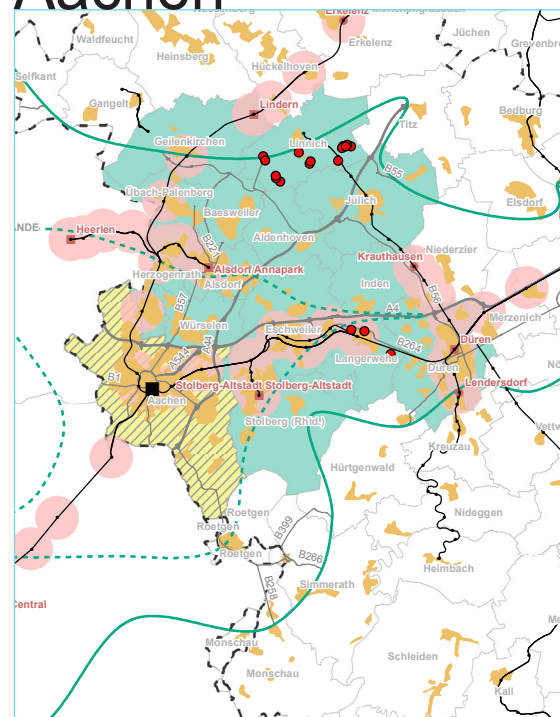 Aachen
Erkelenz
Waldfeucht
Erkelenz
Jüchen
Heinsberg
Grevenbro
Hückelhoven
Selfkant
Gangelt
Lindern
Bedburg
Titz
Geilenkirchen
Linnich
B55
Übach-Palenberg
Elsdorf
Jülich
Baesweiler
Heerlen
Aldenhoven
B221
Niederzier
Krauthausen
Alsdorf Annapark
Herzogenrath
Alsdorf
Inden
B56
B57
A4
Merzenich
Würselen
Eschweiler
A44
B264
Düren
A544
Langerwehe
Düren
B1
Stolberg-Altstadt Stolberg-Altstadt
Lendersdorf
Aachen
Stolberg (Rhld.)
Kreuzau
Vettw
Hürtgenwald
Roetgen
Nideggen
Roetgen
B399
Roetgen
B266
Heimbach
Simmerath
B258
Central
Monschau
Schleiden
Monschau
Kall